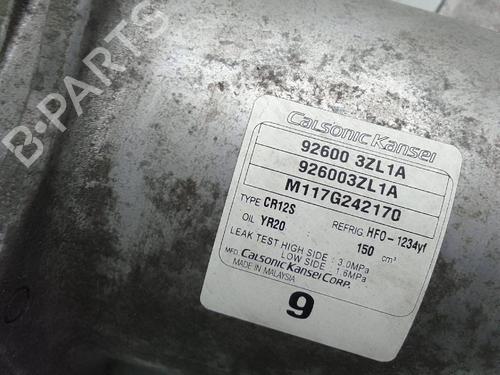 B-PARTS
CALSONIC KANSEI
92600 3ZL1A
926003ZL1A
M117G242170
TYPE CR12S REFRIG. HFO-1234yf
OIL YR20 150 cm³
LEAK TEST HIGH SIDE : 3.0MPa
LOW SIDE : 1.6MPa
MFD. CALSONIC KANSEI CORP.
MADE IN MALAYSIA
9